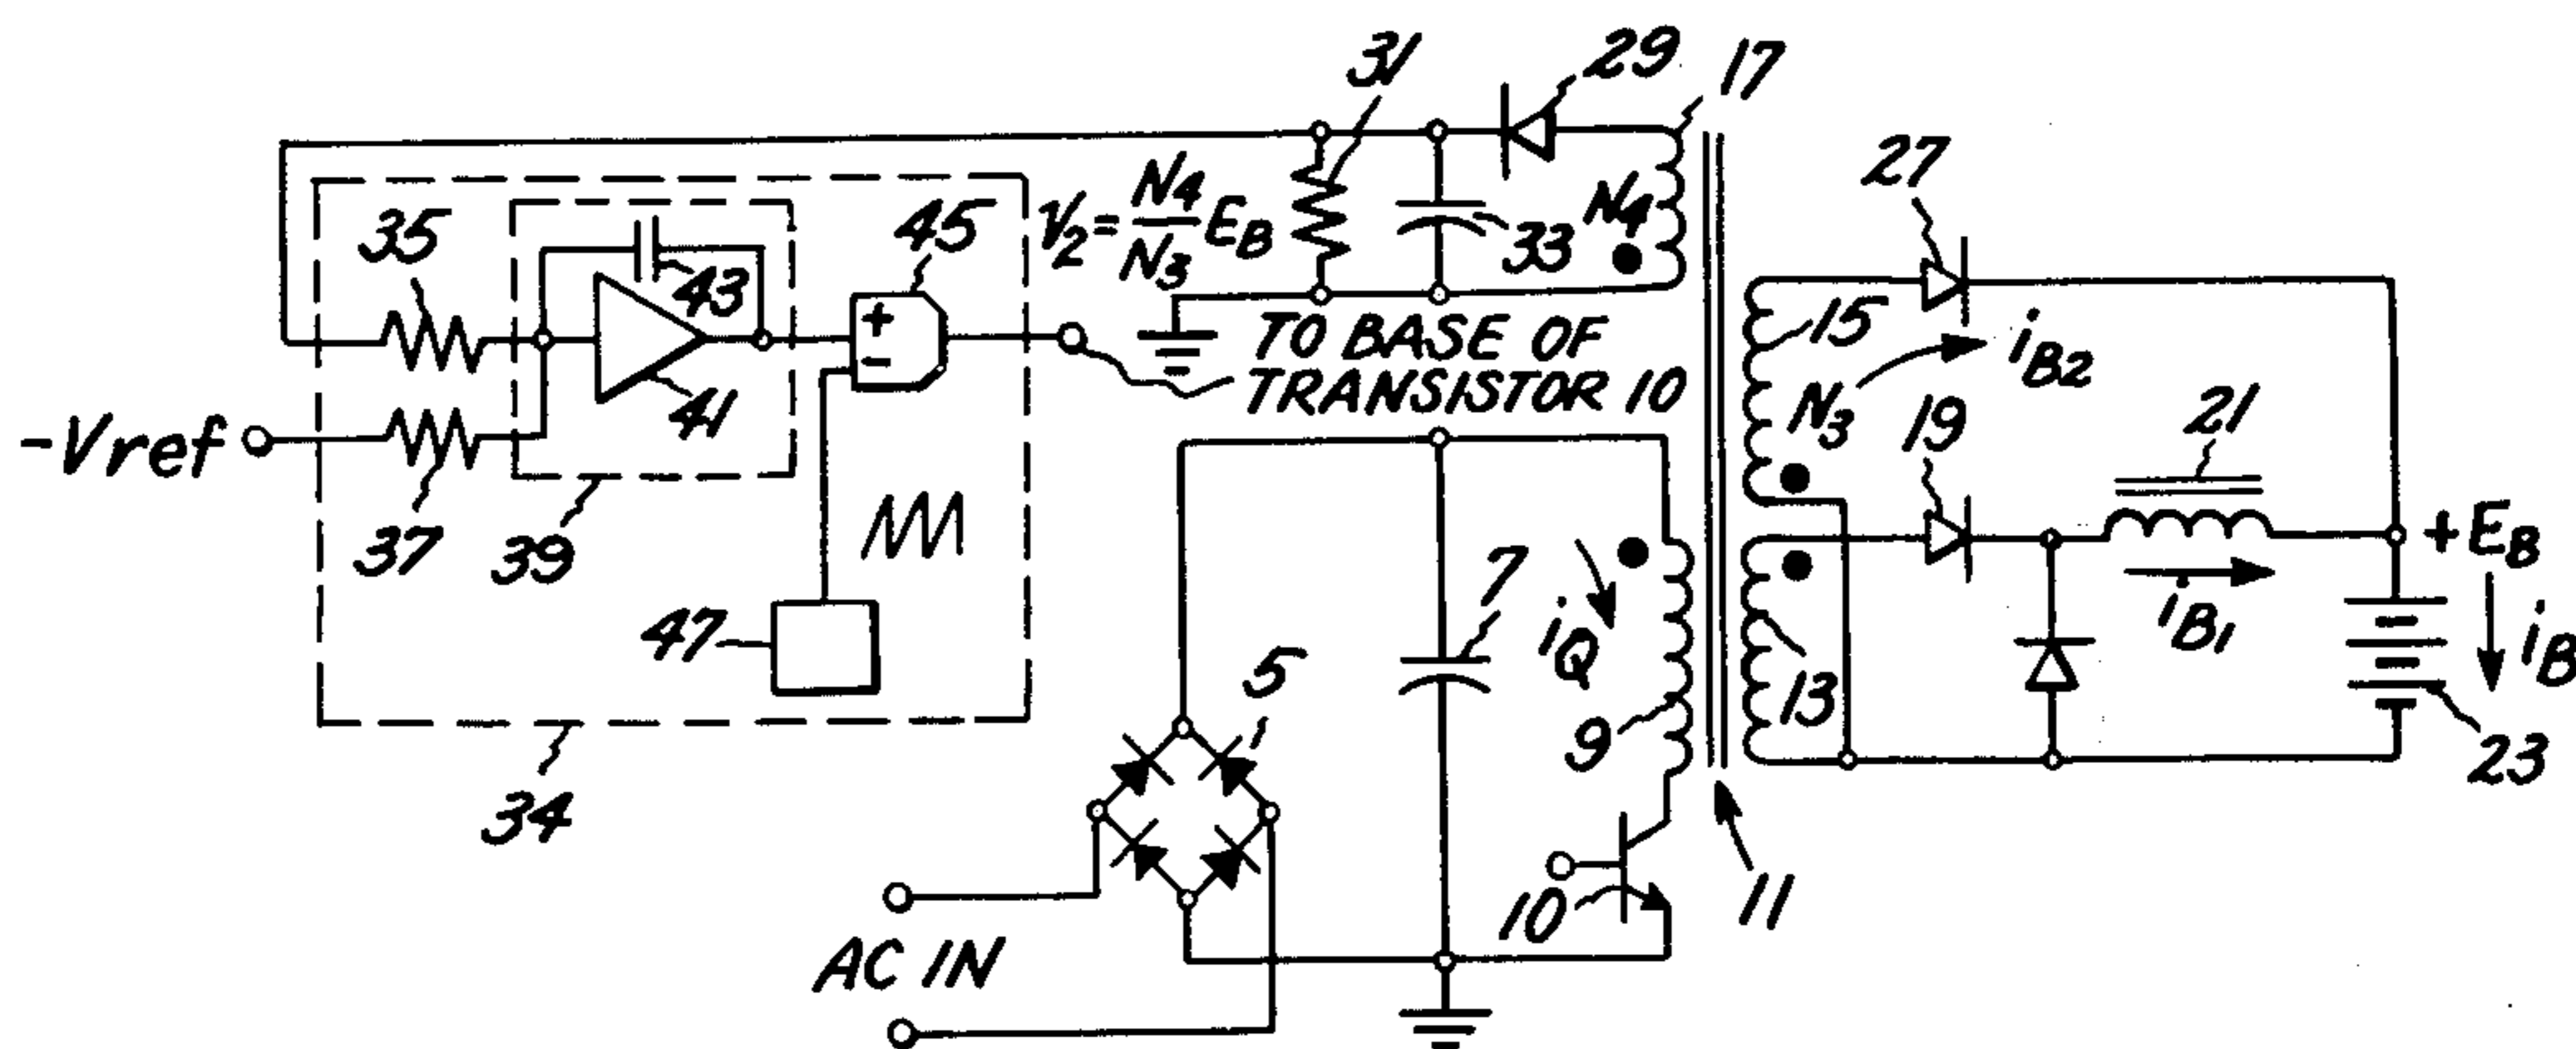 31
29
17
27
35
43
45
V2 = N4/N3 EB
33
N4
15
iB2
41
-Vref
TO BASE OF
TRANSISTOR 10
N3
19
21
37
39
+EB
7
iQ
iB1
iB
47
5
9
13
23
34
10
11
AC IN